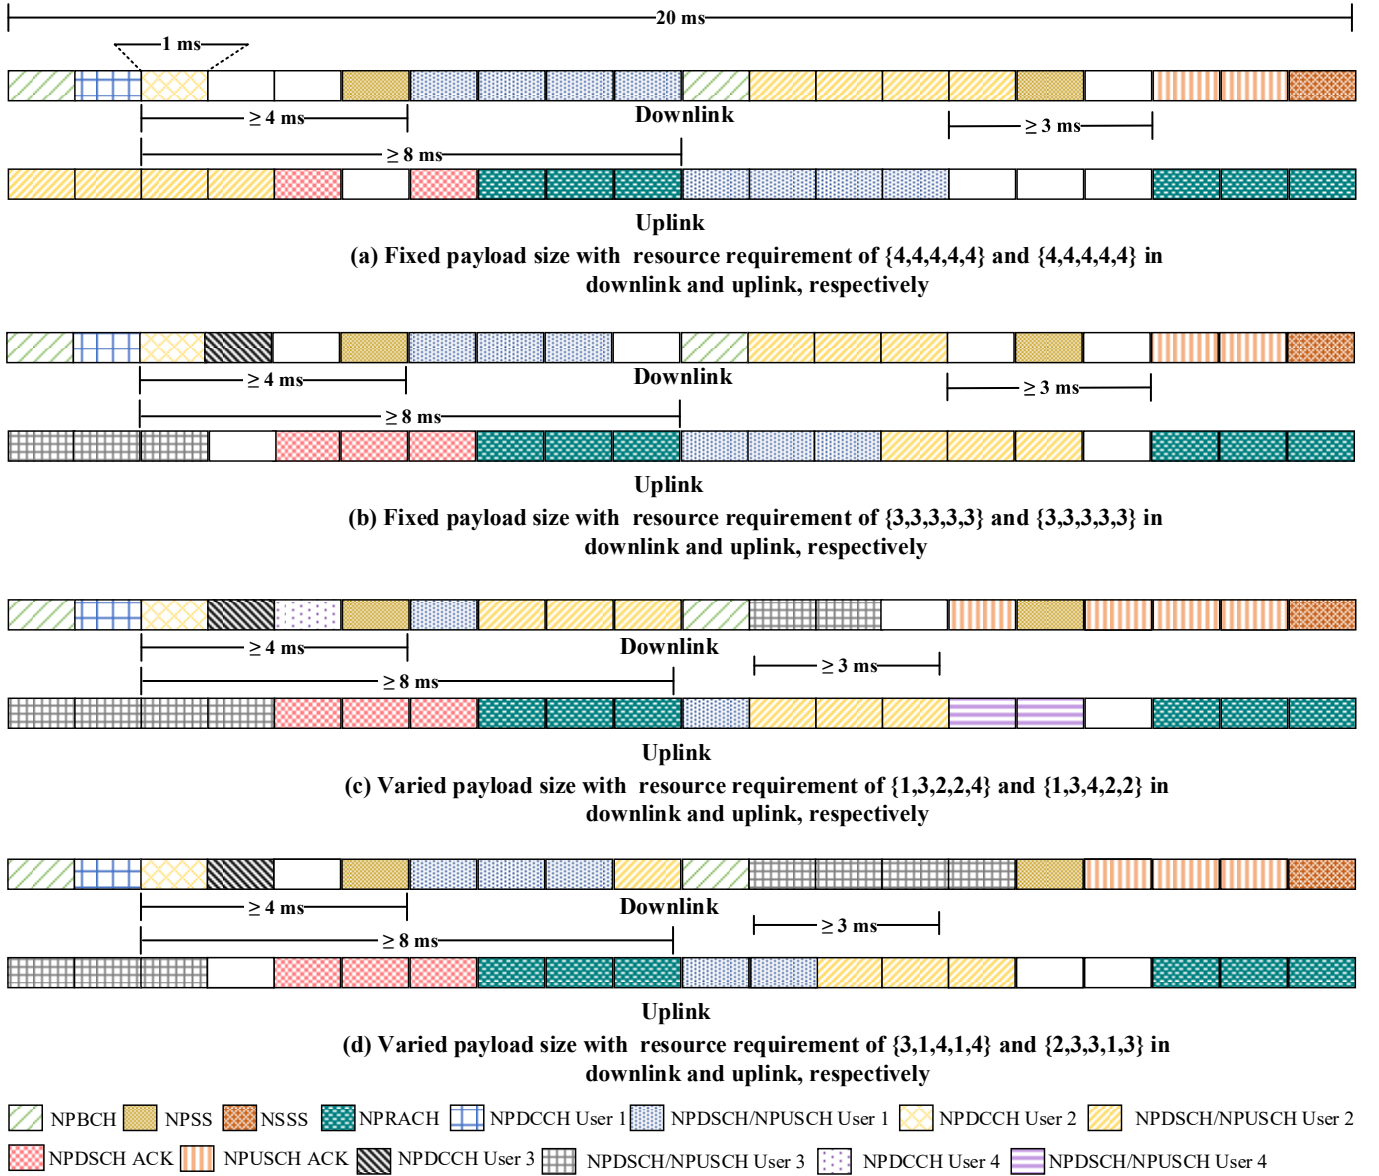 20 ms
1 ms
≥ 4 ms
Downlink
≥ 3 ms
≥ 8 ms
Uplink
(a) Fixed payload size with resource requirement of {4,4,4,4,4} and {4,4,4,4,4} in
downlink and uplink, respectively
≥ 4 ms
Downlink
≥ 3 ms
≥ 8 ms
Uplink
(b) Fixed payload size with resource requirement of {3,3,3,3,3} and {3,3,3,3,3} in
downlink and uplink, respectively
≥ 4 ms
Downlink
≥ 3 ms
≥ 8 ms
Uplink
(c) Varied payload size with resource requirement of {1,3,2,2,4} and {1,3,4,2,2} in
downlink and uplink, respectively
≥ 4 ms
Downlink
≥ 3 ms
≥ 8 ms
Uplink
(d) Varied payload size with resource requirement of {3,1,4,1,4} and {2,3,3,1,3} in
downlink and uplink, respectively
NPBCH NPSS NSSS NPRACH NPDCCH User 1 NPDSCH/NPUSCH User 1 NPDCCH User 2 NPDSCH/NPUSCH User 2
NPDSCH ACK NPUSCH ACK NPDCCH User 3 NPDSCH/NPUSCH User 3 NPDCCH User 4 NPDSCH/NPUSCH User 4